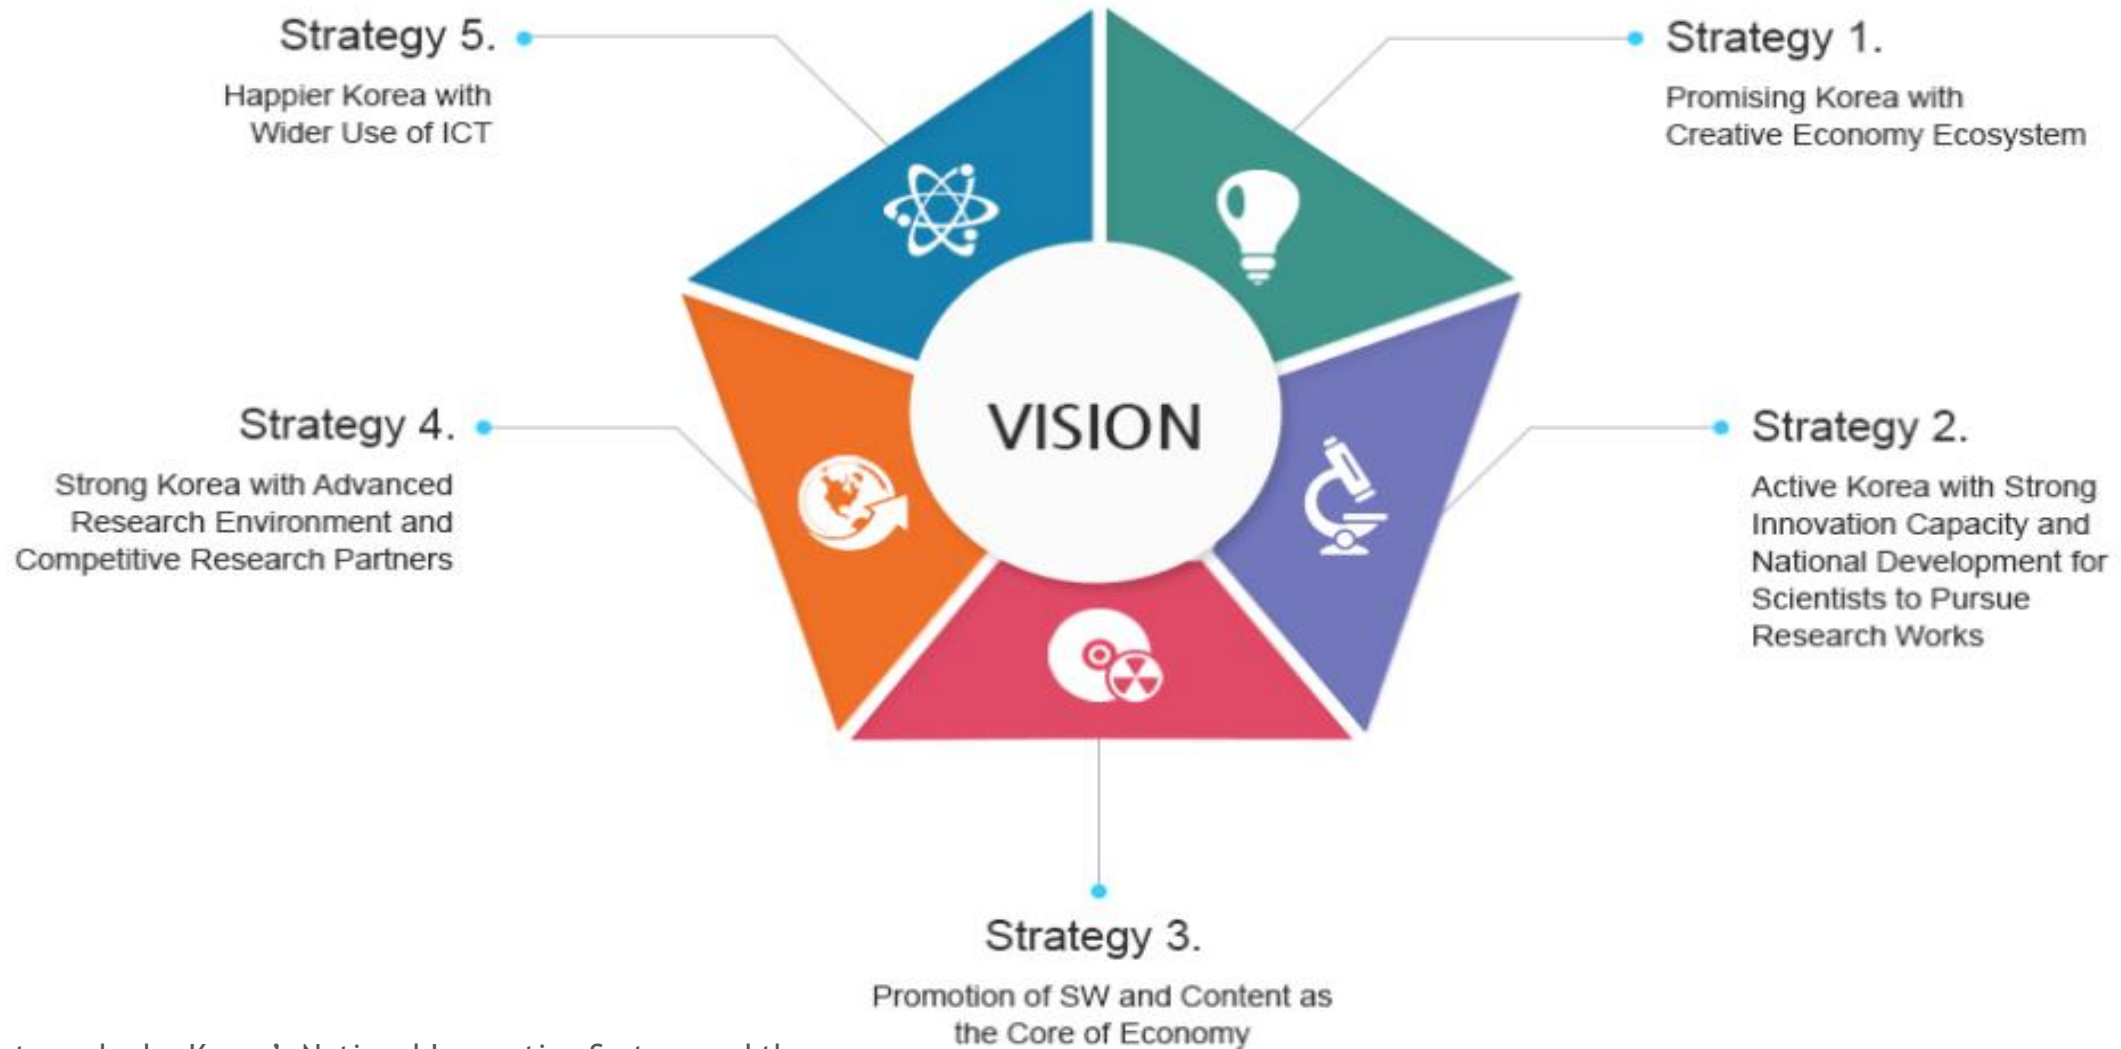 Strategy 5.
Happier Korea with
Wider Use of ICT
Strategy 1.
Promising Korea with
Creative Economy Ecosystem
VISION
Strategy 4.
Strong Korea with Advanced
Research Environment and
Competitive Research Partners
Strategy 2.
Active Korea with Strong
Innovation Capacity and
National Development for
Scientists to Pursue
Research Works
Strategy 3.
Promotion of SW and Content as
the Core of Economy